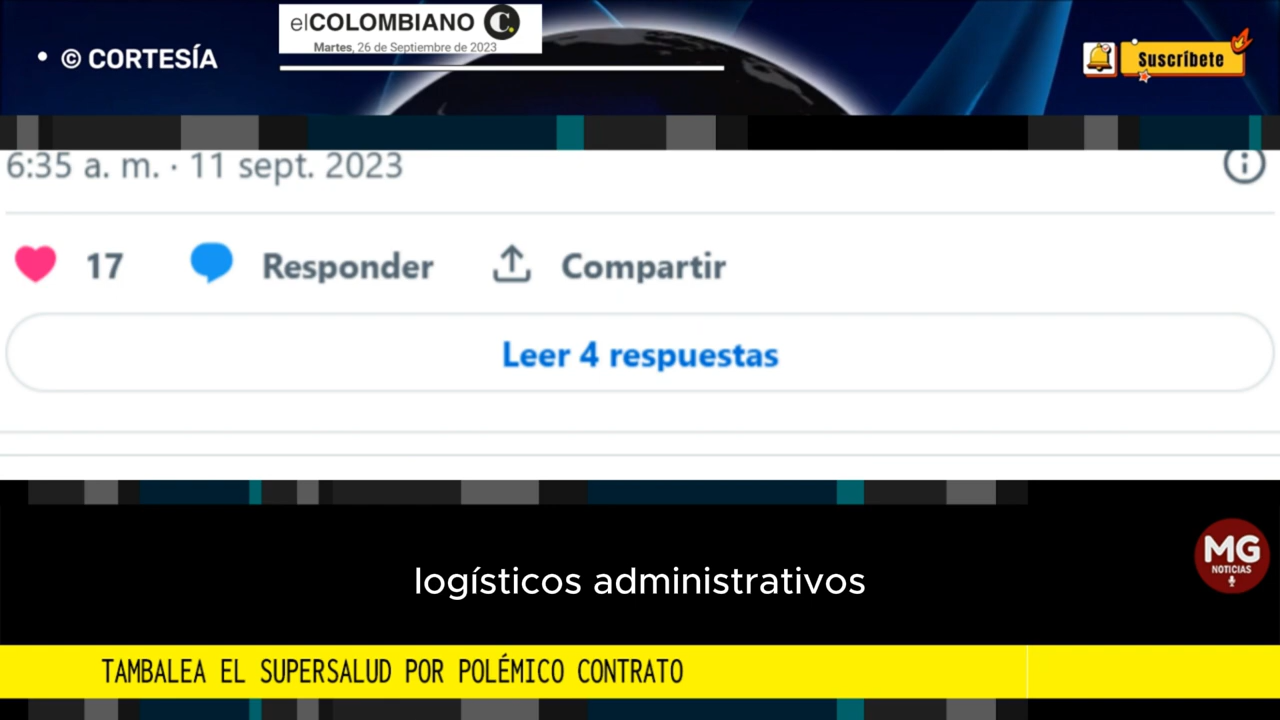 • © CORTESÍA
elCOLOMBIANO C.
Martes, 26 de Septiembre de 2023
Suscríbete
6:35 a. m. · 11 sept. 2023
17 Responder Compartir
Leer 4 respuestas
logísticos administrativos
MG
NOTICIAS
TAMBALEA EL SUPERSALUD POR POLÉMICO CONTRATO